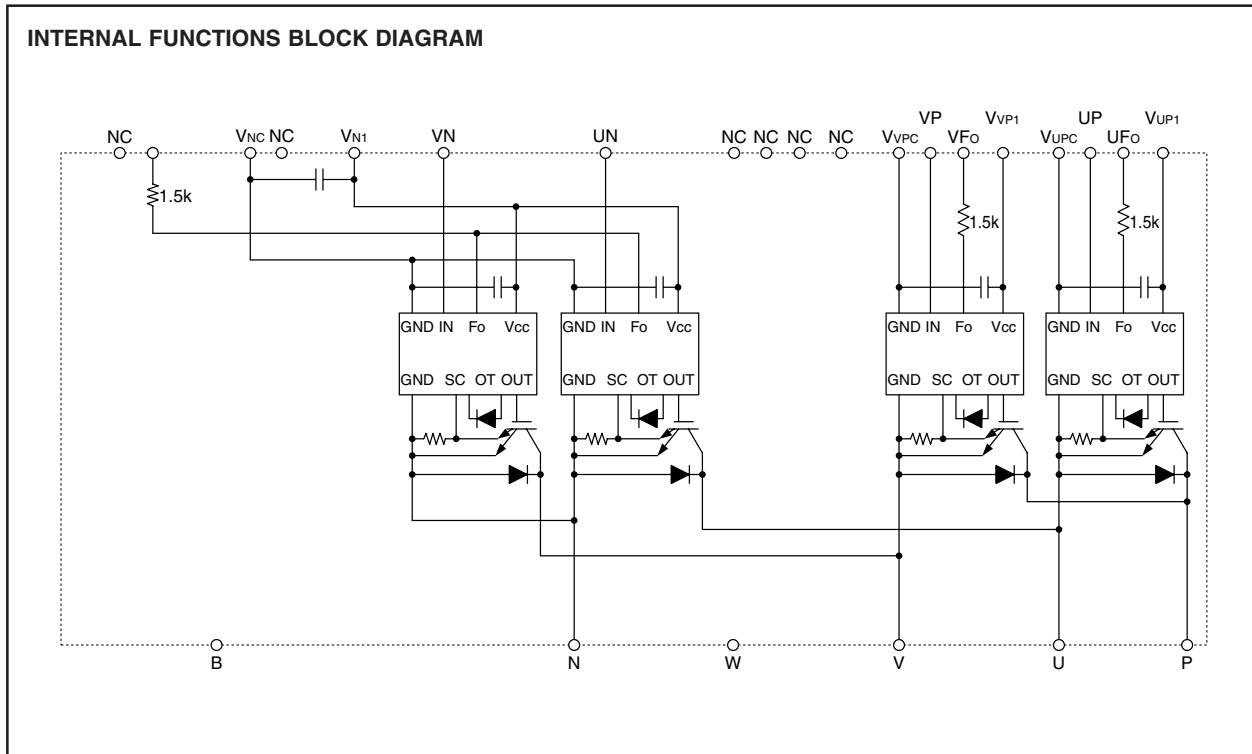 INTERNAL FUNCTIONS BLOCK DIAGRAM
VP VVP1 UP VUP1
NC VNC NC VN1 VN UN NC NC NC NC VVPC VFO VUPC UFO
1.5k 1.5k 1.5k
GND IN Fo Vcc GND IN Fo Vcc GND IN Fo Vcc GND IN Fo Vcc
GND SC OT OUT GND SC OT OUT GND SC OT OUT GND SC OT OUT
B N W V U P